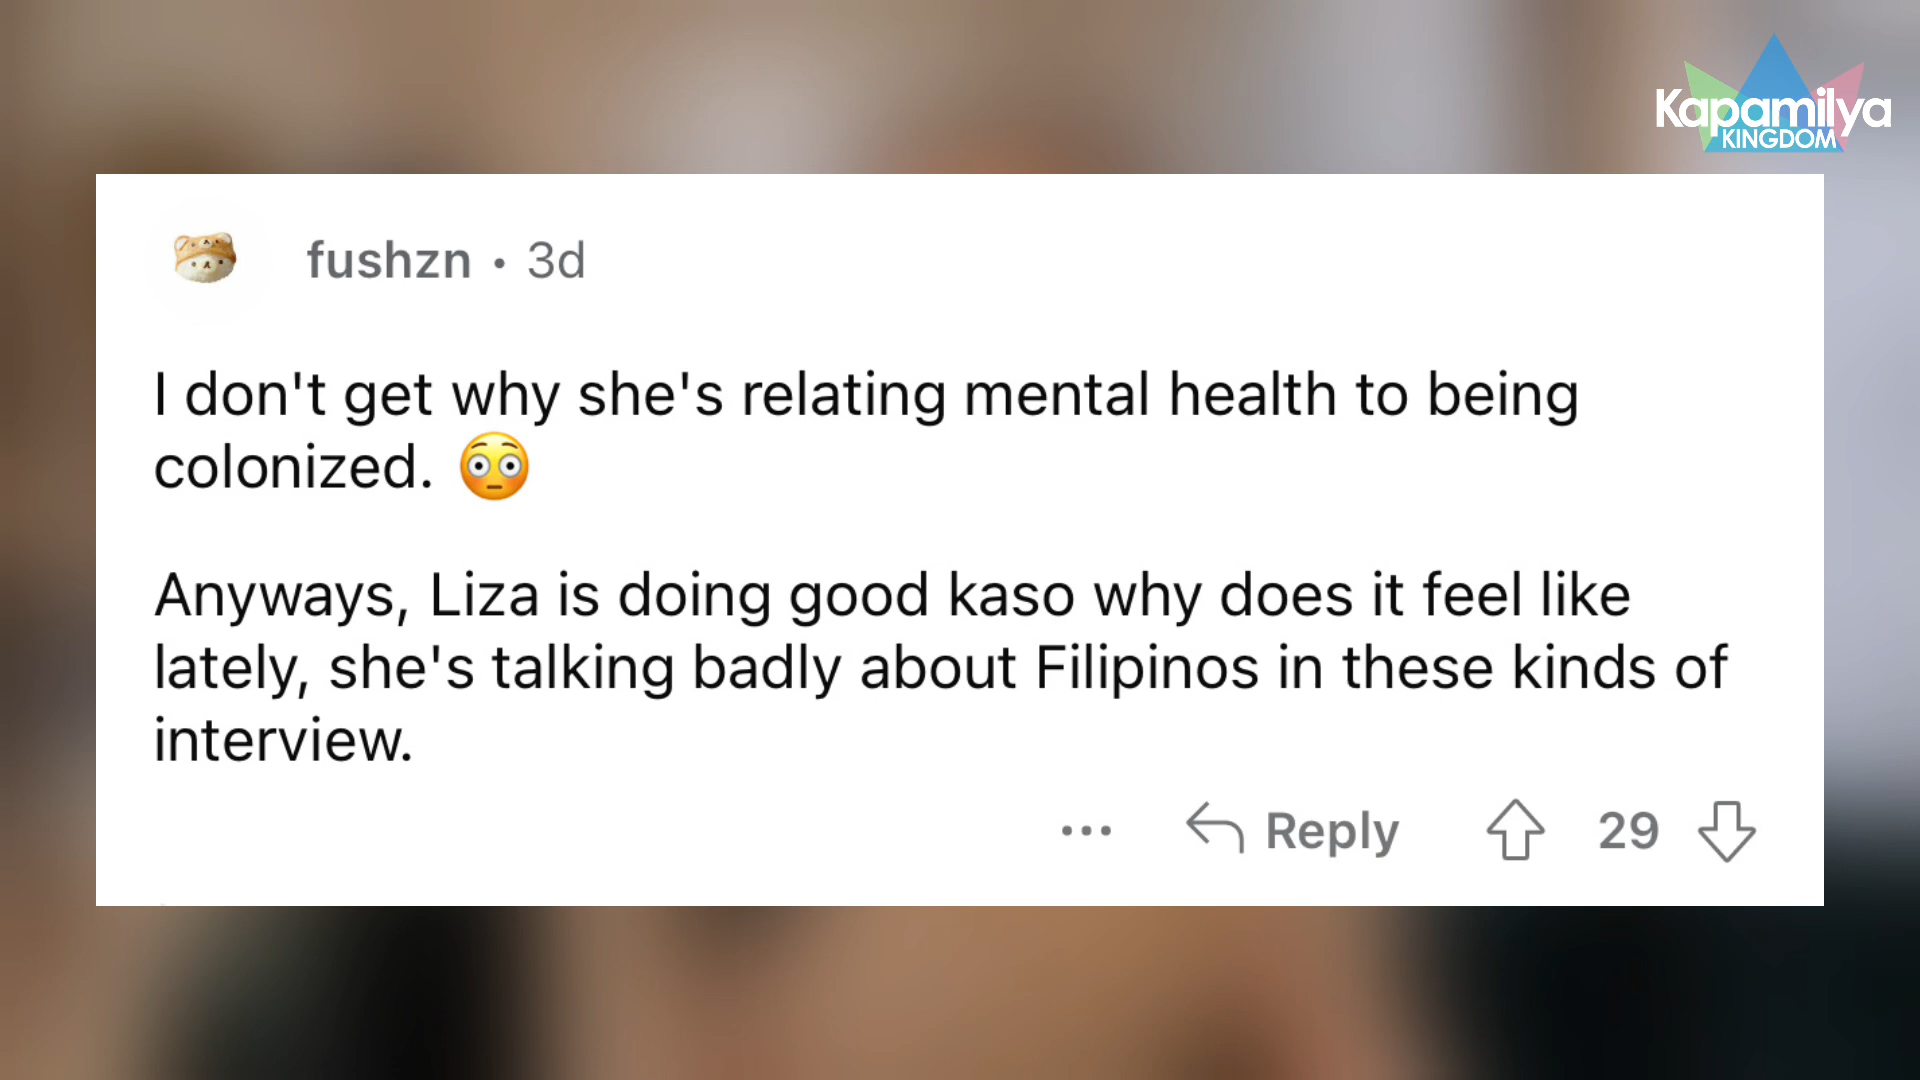 Kapamilya
KINGDOM
fushzn • 3d
I don't get why she's relating mental health to being
colonized. 😳
Anyways, Liza is doing good kaso why does it feel like
lately, she's talking badly about Filipinos in these kinds of
interview.
... Reply 29